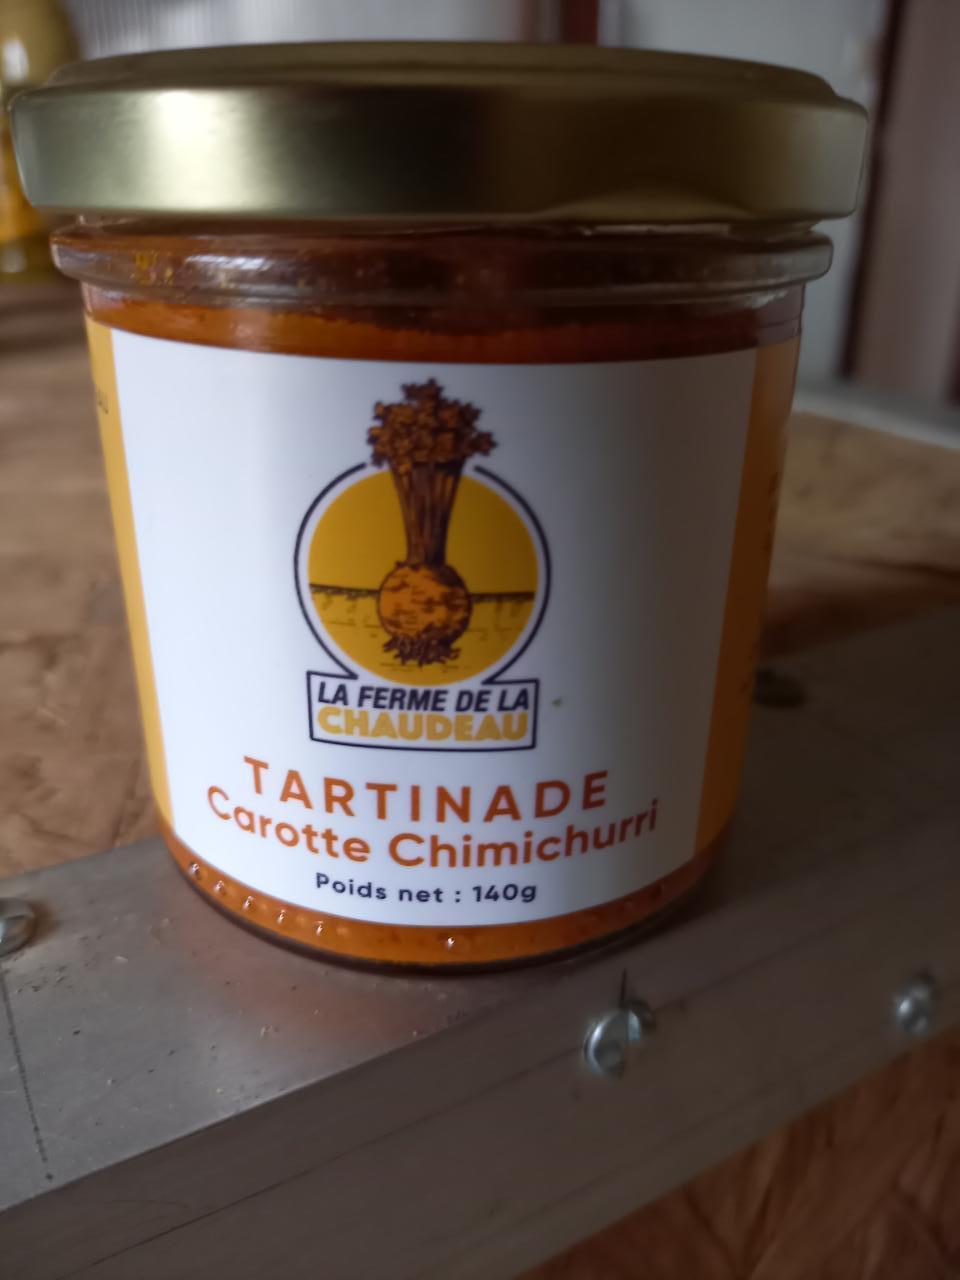 LA FERME DE LA
CHAUDEAU
TARTINADE
Carotte Chimichurri
Poids net : 140g